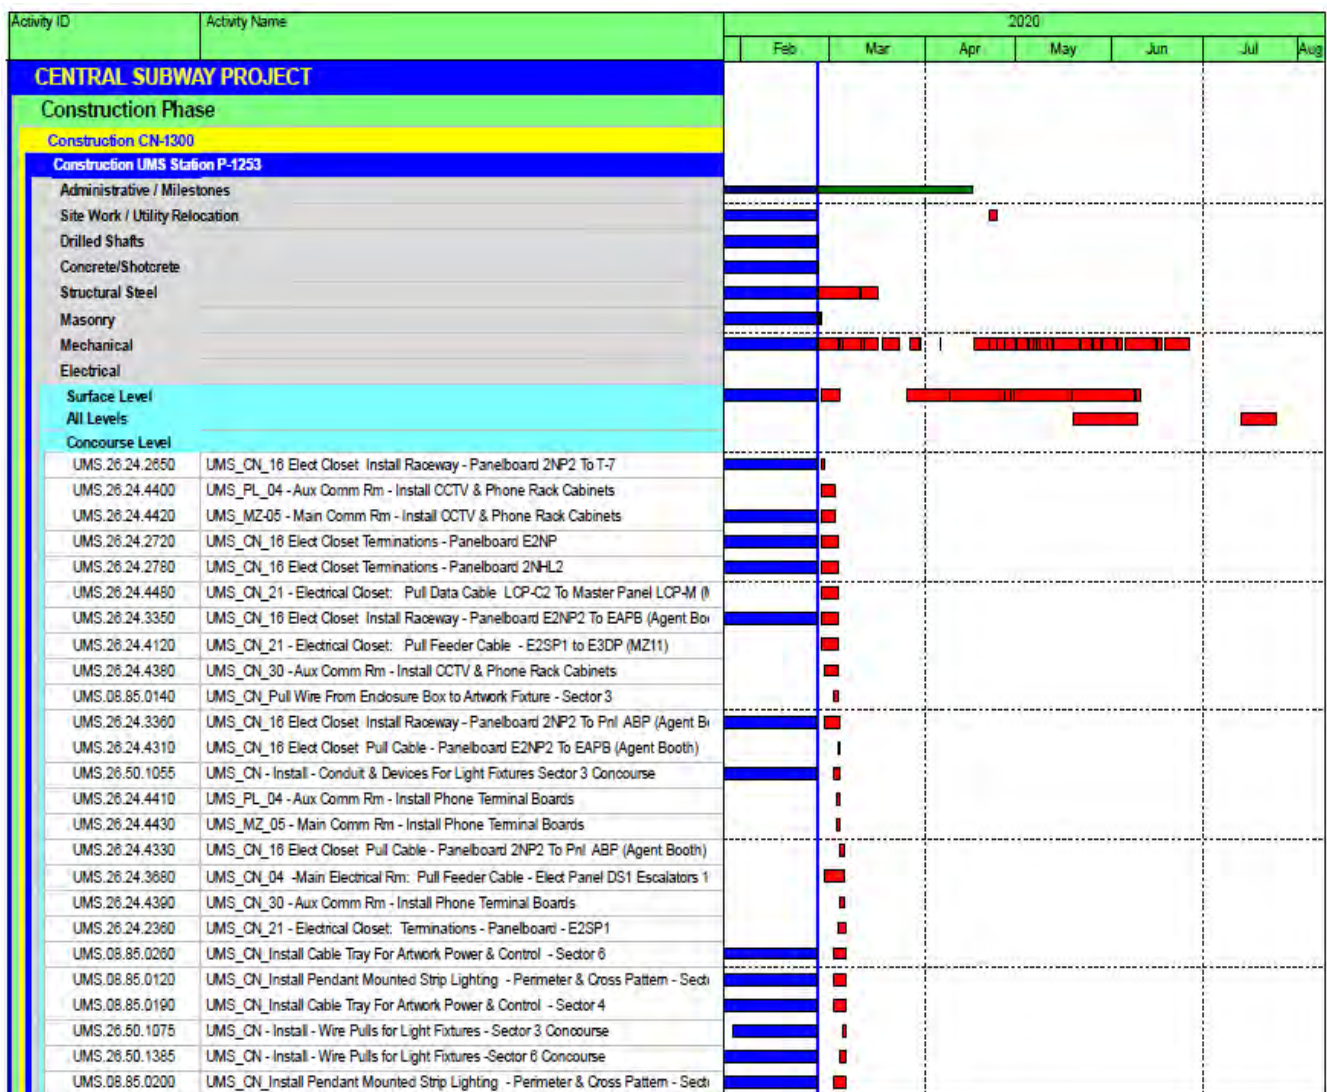 Activity ID Activity Name 2020
Feb Mar Apr May Jun Jul Aug
CENTRAL SUBWAY PROJECT
Construction Phase
Construction CN-1300
Construction UMS Station P-1253
Administrative / Milestones
Site Work / Utility Relocation
Drilled Shafts
Concrete/Shotcrete
Structural Steel
Masonry
Mechanical
Electrical
Surface Level
All Levels
Concourse Level
UMS.26.24.2650 UMS_CN_16 Elect Closet Install Raceway - Panelboard 2NP2 To T-7
UMS.26.24.4400 UMS_PL_04 - Aux Comm Rm - Install CCTV & Phone Rack Cabinets
UMS.26.24.4420 UMS_MZ-05 - Main Comm Rm - Install CCTV & Phone Rack Cabinets
UMS.26.24.2720 UMS_CN_16 Elect Closet Terminations - Panelboard E2NP
UMS.26.24.2780 UMS_CN_16 Elect Closet Terminations - Panelboard 2NHL2
UMS.26.24.4480 UMS_CN_21 - Electrical Closet: Pull Data Cable LCP-C2 To Master Panel LCP-M (M
UMS.26.24.3350 UMS_CN_16 Elect Closet Install Raceway - Panelboard E2NP2 To EAPB (Agent Bo
UMS.26.24.4120 UMS_CN_21 - Electrical Closet: Pull Feeder Cable - E2SP1 to E3DP (MZ11)
UMS.26.24.4380 UMS_CN_30 - Aux Comm Rm - Install CCTV & Phone Rack Cabinets
UMS.08.85.0140 UMS_CN_Pull Wire From Enclosure Box to Artwork Fixture - Sector 3
UMS.26.24.3360 UMS_CN_16 Elect Closet Install Raceway - Panelboard 2NP2 To Pnl ABP (Agent B
UMS.26.24.4310 UMS_CN_16 Elect Closet Pull Cable - Panelboard E2NP2 To EAPB (Agent Booth)
UMS.26.50.1055 UMS_CN - Install - Conduit & Devices For Light Fixtures Sector 3 Concourse
UMS.26.24.4410 UMS_PL_04 - Aux Comm Rm - Install Phone Terminal Boards
UMS.26.24.4430 UMS_MZ_05 - Main Comm Rm - Install Phone Terminal Boards
UMS.26.24.4330 UMS_CN_16 Elect Closet Pull Cable - Panelboard 2NP2 To Pnl ABP (Agent Booth)
UMS.26.24.3680 UMS_CN_04 -Main Electrical Rm: Pull Feeder Cable - Elect Panel DS1 Escalators 1
UMS.26.24.4390 UMS_CN_30 - Aux Comm Rm - Install Phone Terminal Boards
UMS.26.24.2360 UMS_CN_21 - Electrical Closet: Terminations - Panelboard - E2SP1
UMS.08.85.0260 UMS_CN_Install Cable Tray For Artwork Power & Control - Sector 6
UMS.08.85.0120 UMS_CN_Install Pendant Mounted Strip Lighting - Perimeter & Cross Pattern - Sect
UMS.08.85.0190 UMS_CN_Install Cable Tray For Artwork Power & Control - Sector 4
UMS.26.50.1075 UMS_CN - Install - Wire Pulls for Light Fixtures - Sector 3 Concourse
UMS.26.50.1385 UMS_CN - Install - Wire Pulls for Light Fixtures -Sector 6 Concourse
UMS.08.85.0200 UMS_CN_Install Pendant Mounted Strip Lighting - Perimeter & Cross Pattern - Sect